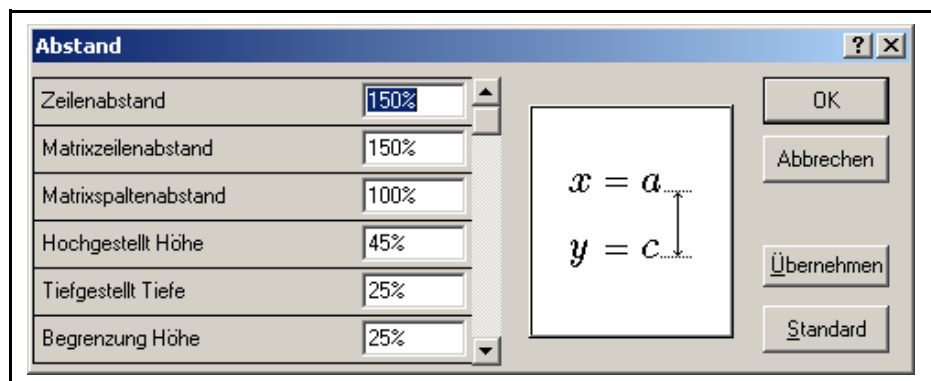 Abstand
Zeilenabstand 150%
Matrixzeilenabstand 150%
Matrixspaltenabstand 100%
Hochgestellt Höhe 45%
Tiefgestellt Tiefe 25%
Begrenzung Höhe 25%
x = a
y = c
OK
Abbrechen
Übernehmen
Standard